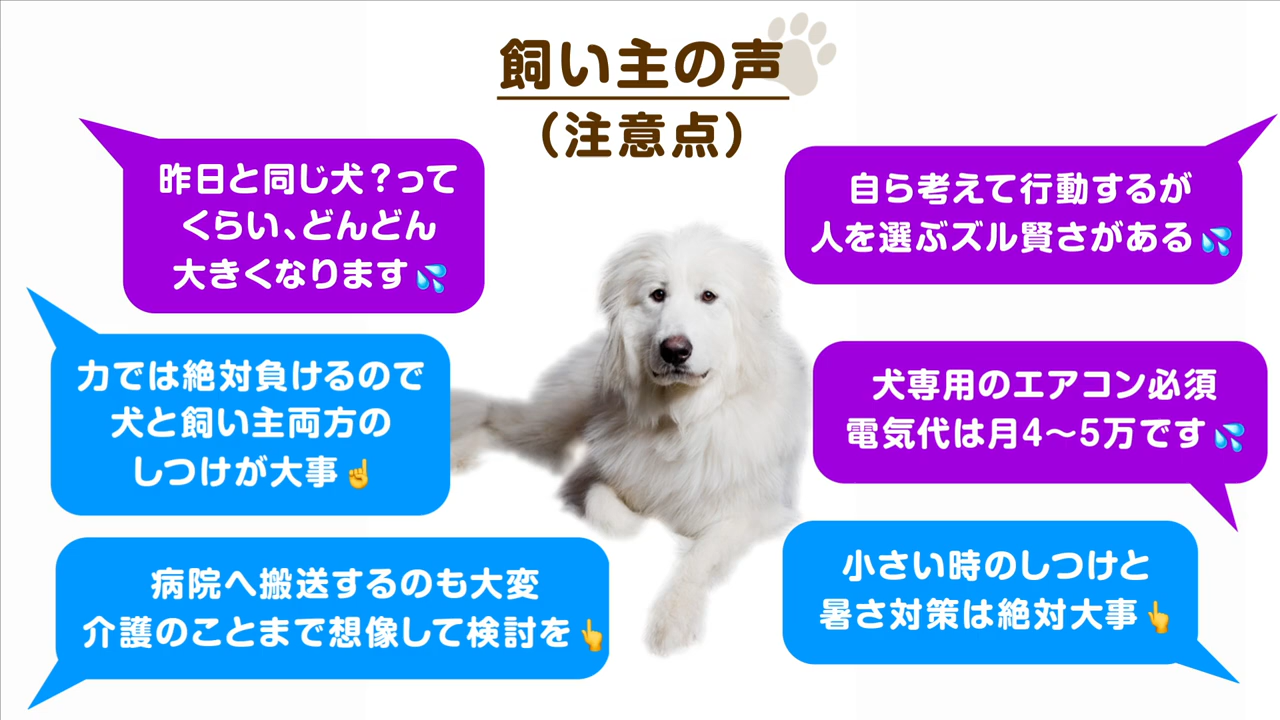 飼い主の声
（注意点）
昨日と同じ犬？って
くらい、どんどん
大きくなります💦
自ら考えて行動するが
人を選ぶズル賢さがある💦
力では絶対負けるので
犬と飼い主両方の
しつけが大事☝️
犬専用のエアコン必須
電気代は月4〜5万です💦
病院へ搬送するのも大変
介護のことまで想像して検討を👆
小さい時のしつけと
暑さ対策は絶対大事👆